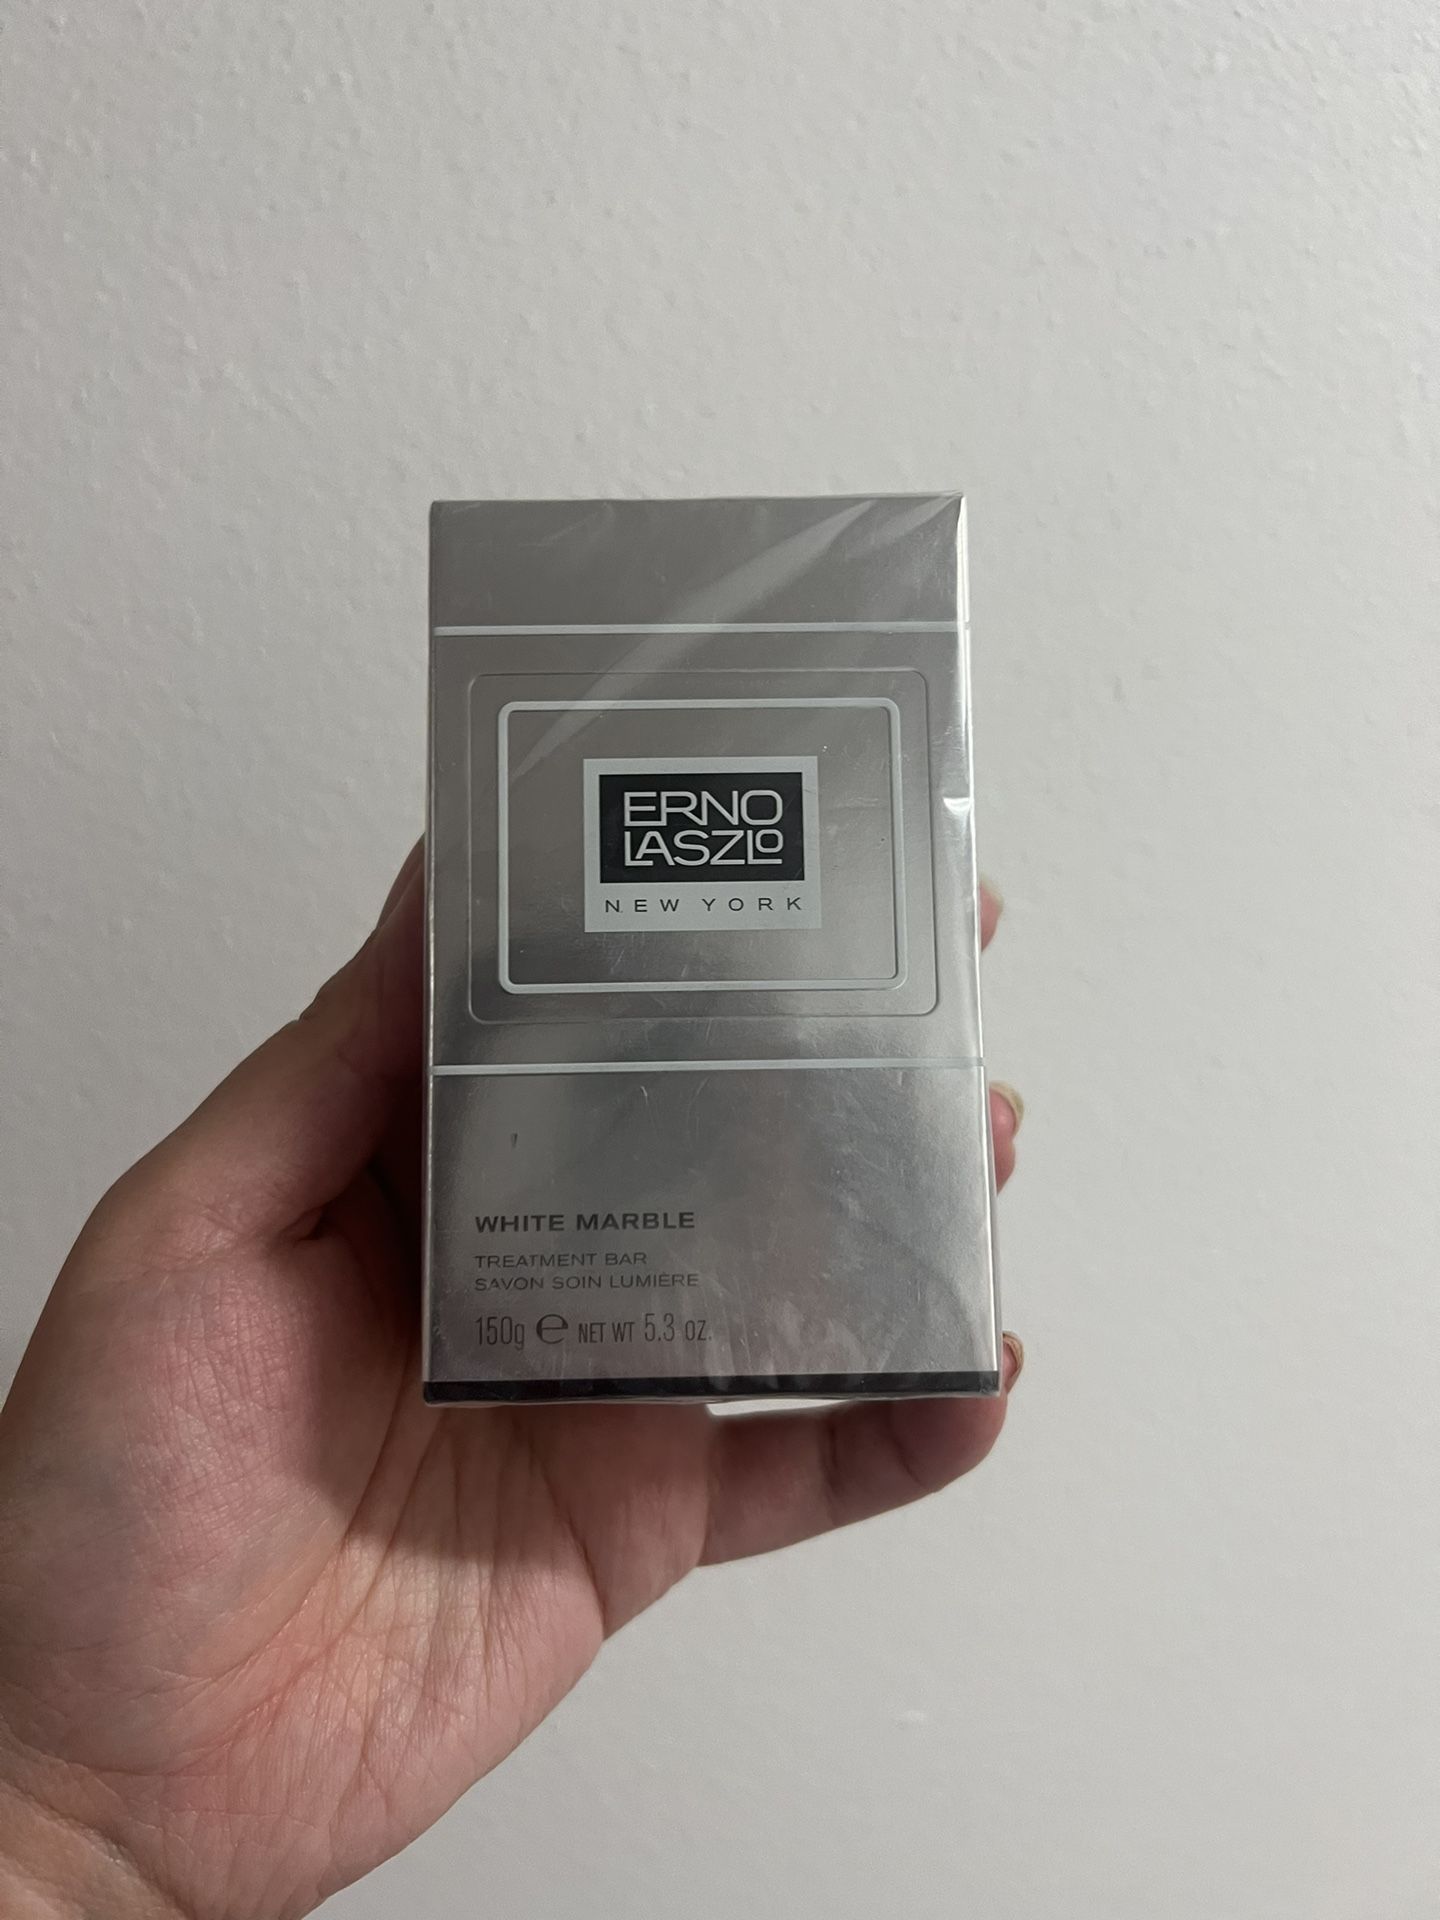 ERNO
LASZLO
NEW YORK
WHITE MARBLE
TREATMENT BAR
SAVON SOIN LUMIÈRE
150g ℮ NET WT 5.3 OZ.